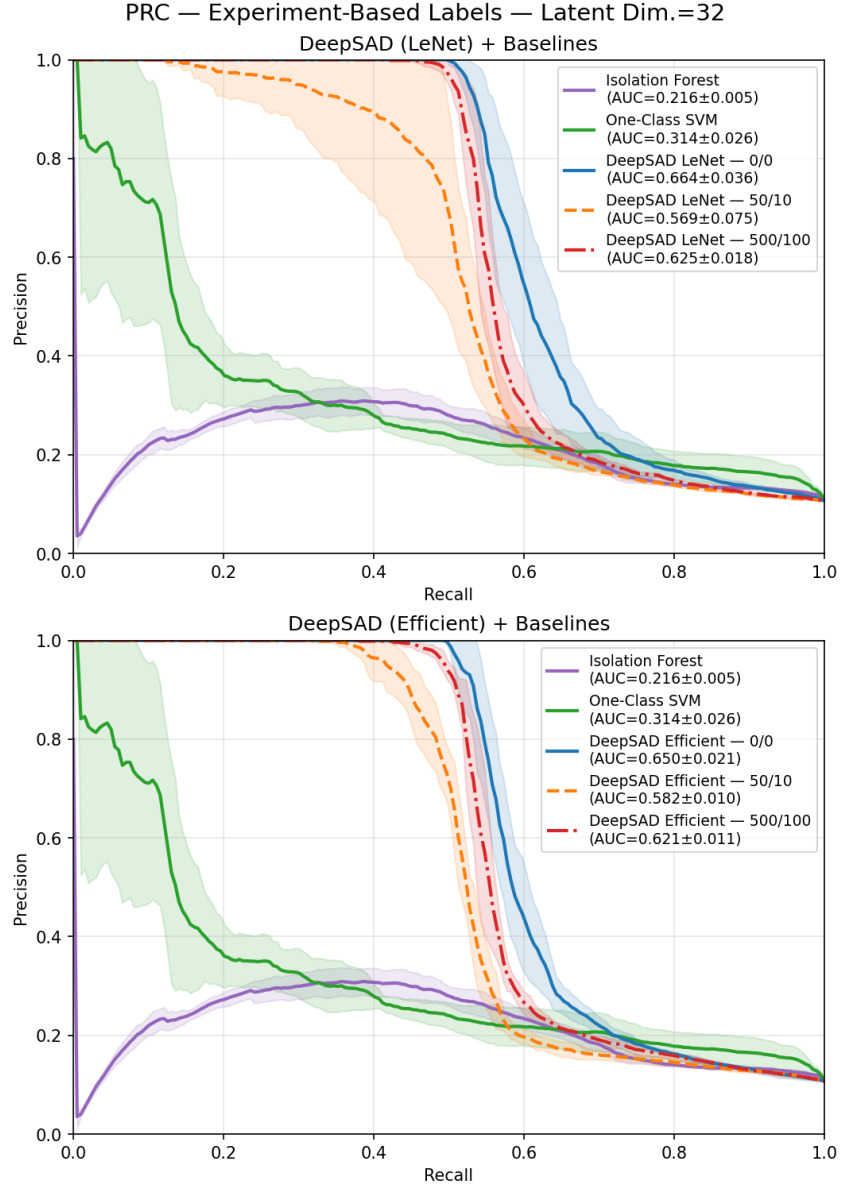 PRC — Experiment-Based Labels — Latent Dim.=32
DeepSAD (LeNet) + Baselines
1.0
0.8
0.6
0.4
0.2
0.0
Precision
Isolation Forest
(AUC=0.216±0.005)
One-Class SVM
(AUC=0.314±0.026)
DeepSAD LeNet — 0/0
(AUC=0.664±0.036)
DeepSAD LeNet — 50/10
(AUC=0.569±0.075)
DeepSAD LeNet — 500/100
(AUC=0.625±0.018)
0.0 0.2 0.4 0.6 0.8 1.0
Recall
DeepSAD (Efficient) + Baselines
1.0
0.8
0.6
0.4
0.2
0.0
Precision
Isolation Forest
(AUC=0.216±0.005)
One-Class SVM
(AUC=0.314±0.026)
DeepSAD Efficient — 0/0
(AUC=0.650±0.021)
DeepSAD Efficient — 50/10
(AUC=0.582±0.010)
DeepSAD Efficient — 500/100
(AUC=0.621±0.011)
0.0 0.2 0.4 0.6 0.8 1.0
Recall